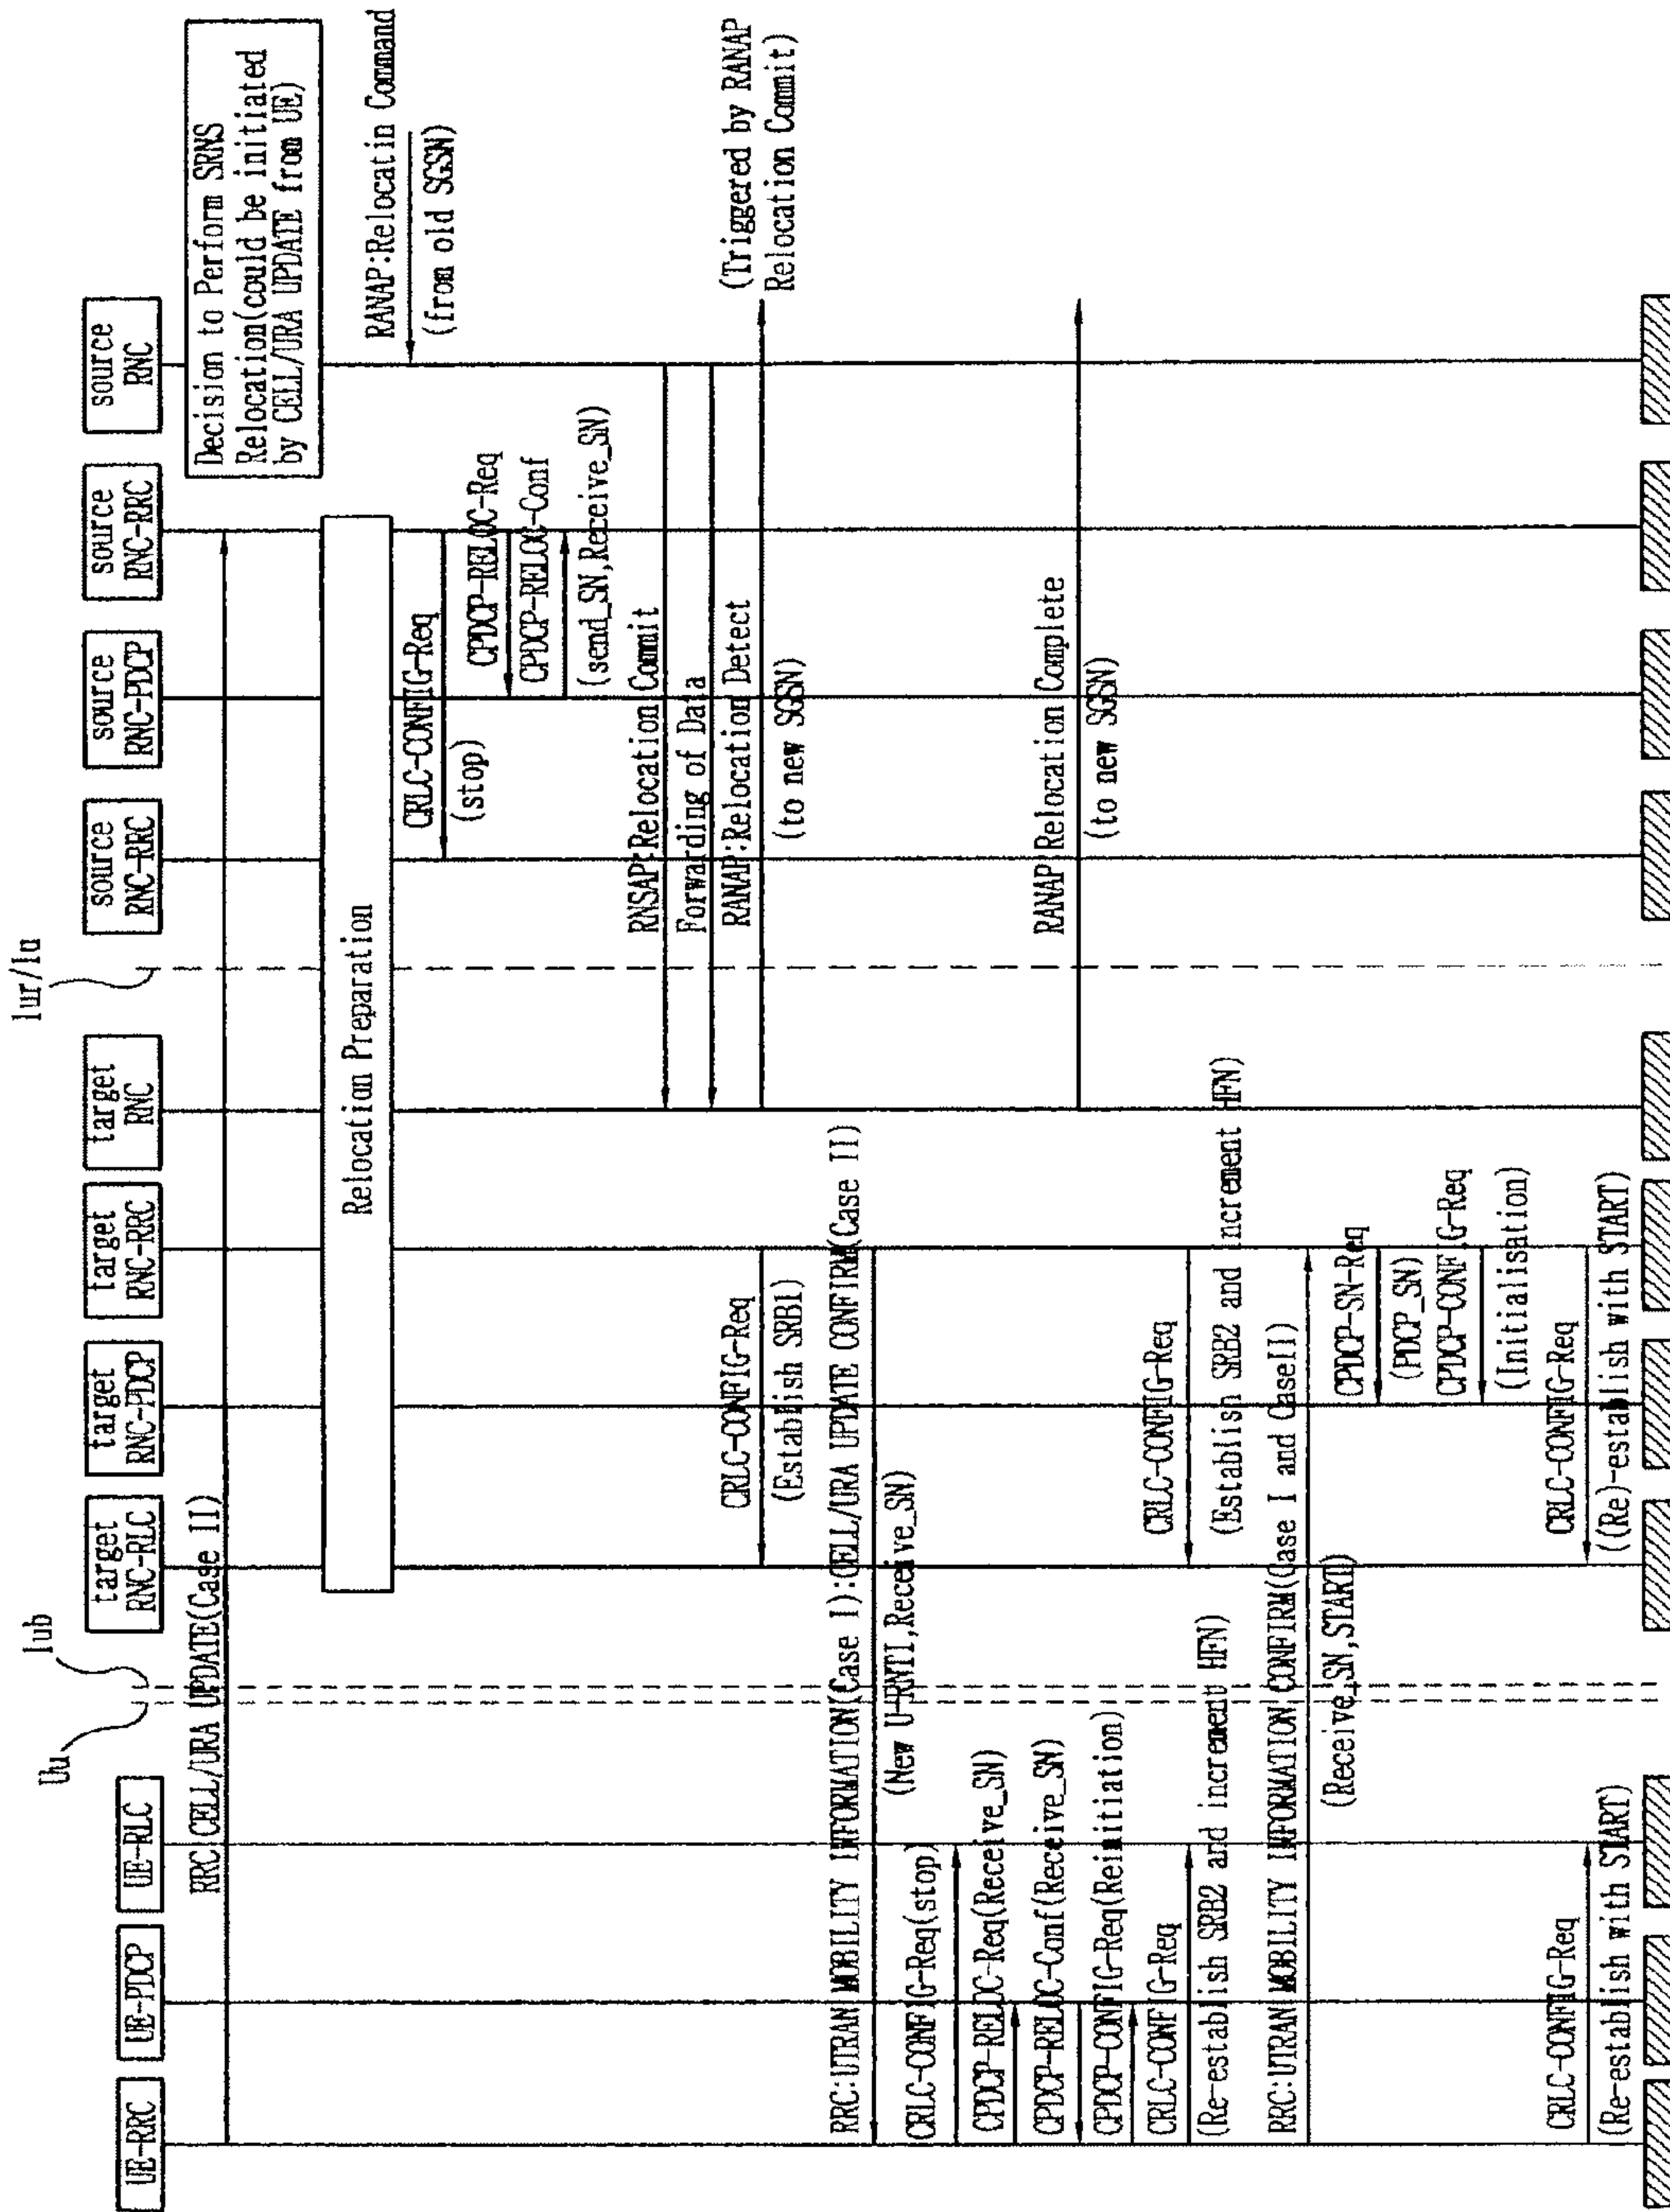 UE-RRC
UE-PDCP
UE-RLC
Uu
Iub
target
RNC-RLC
target
RNC-PDCP
target
RNC-RRC
target
RNC
Iur/Iu
source
RNC-RRC
source
RNC-PDCP
source
RNC-RRC
source
RNC
Decision to Perform SRNS
Relocation(could be initiated
by CELL/URA UPDATE from UE)
RRC:CELL/URA UPDATE(Case II)
Relocation Preparation
RANAP:Relocatin Command
(from old SGSN)
CRLC-CONFIG-Req
(stop)
CPDCP-RELOC-Req
CPDCP-RELOC-Conf
(send_SN,Receive_SN)
RNSAP:Relocation Commit
Forwarding of Data
RANAP:Relocation Detect
(to new SGSN)
(Triggered by RANAP
Relocation Commit)
CRLC-CONFIG-Req
(Establish SRB1)
RRC:UTRAN MOBILITY INFORMATION(Case I):CELL/URA UPDATE CONFIRM(Case II)
(New U-RNTI,Receive_SN)
CRLC-CONFIG-Req(stop)
CPDCP-RELOC-Req(Receive_SN)
CPDCP-RELOC-Conf(Receive_SN)
CPDCP-CONFIG-Req(Reinitiation)
CRLC-CONFIG-Req
(Re-establish SRB2 and increment HFN)
RANAP:Relocation Complete
(to new SGSN)
CRLC-CONFIG-Req
(Establish SRB2 and increment HFN)
RRC:UTRAN MOBILITY INFORMATION CONFIRM(Case I and CaseII)
(Receive_SN,START)
CPDCP-SN-Req
(PDCP_SN)
CPDCP-CONFIG-Req
(Initialisation)
CRLC-CONFIG-Req
((Re)-establish with START)
CRLC-CONFIG-Req
(Re-establish with START)